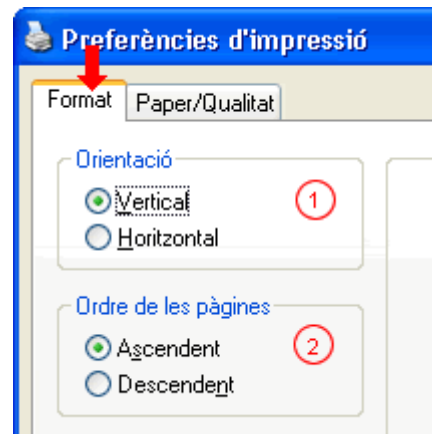 Preferències d'impressió
Format Paper/Qualitat
Orientació
Vertical 1
Horitzontal
Ordre de les pàgines
Ascendent 2
Descendent